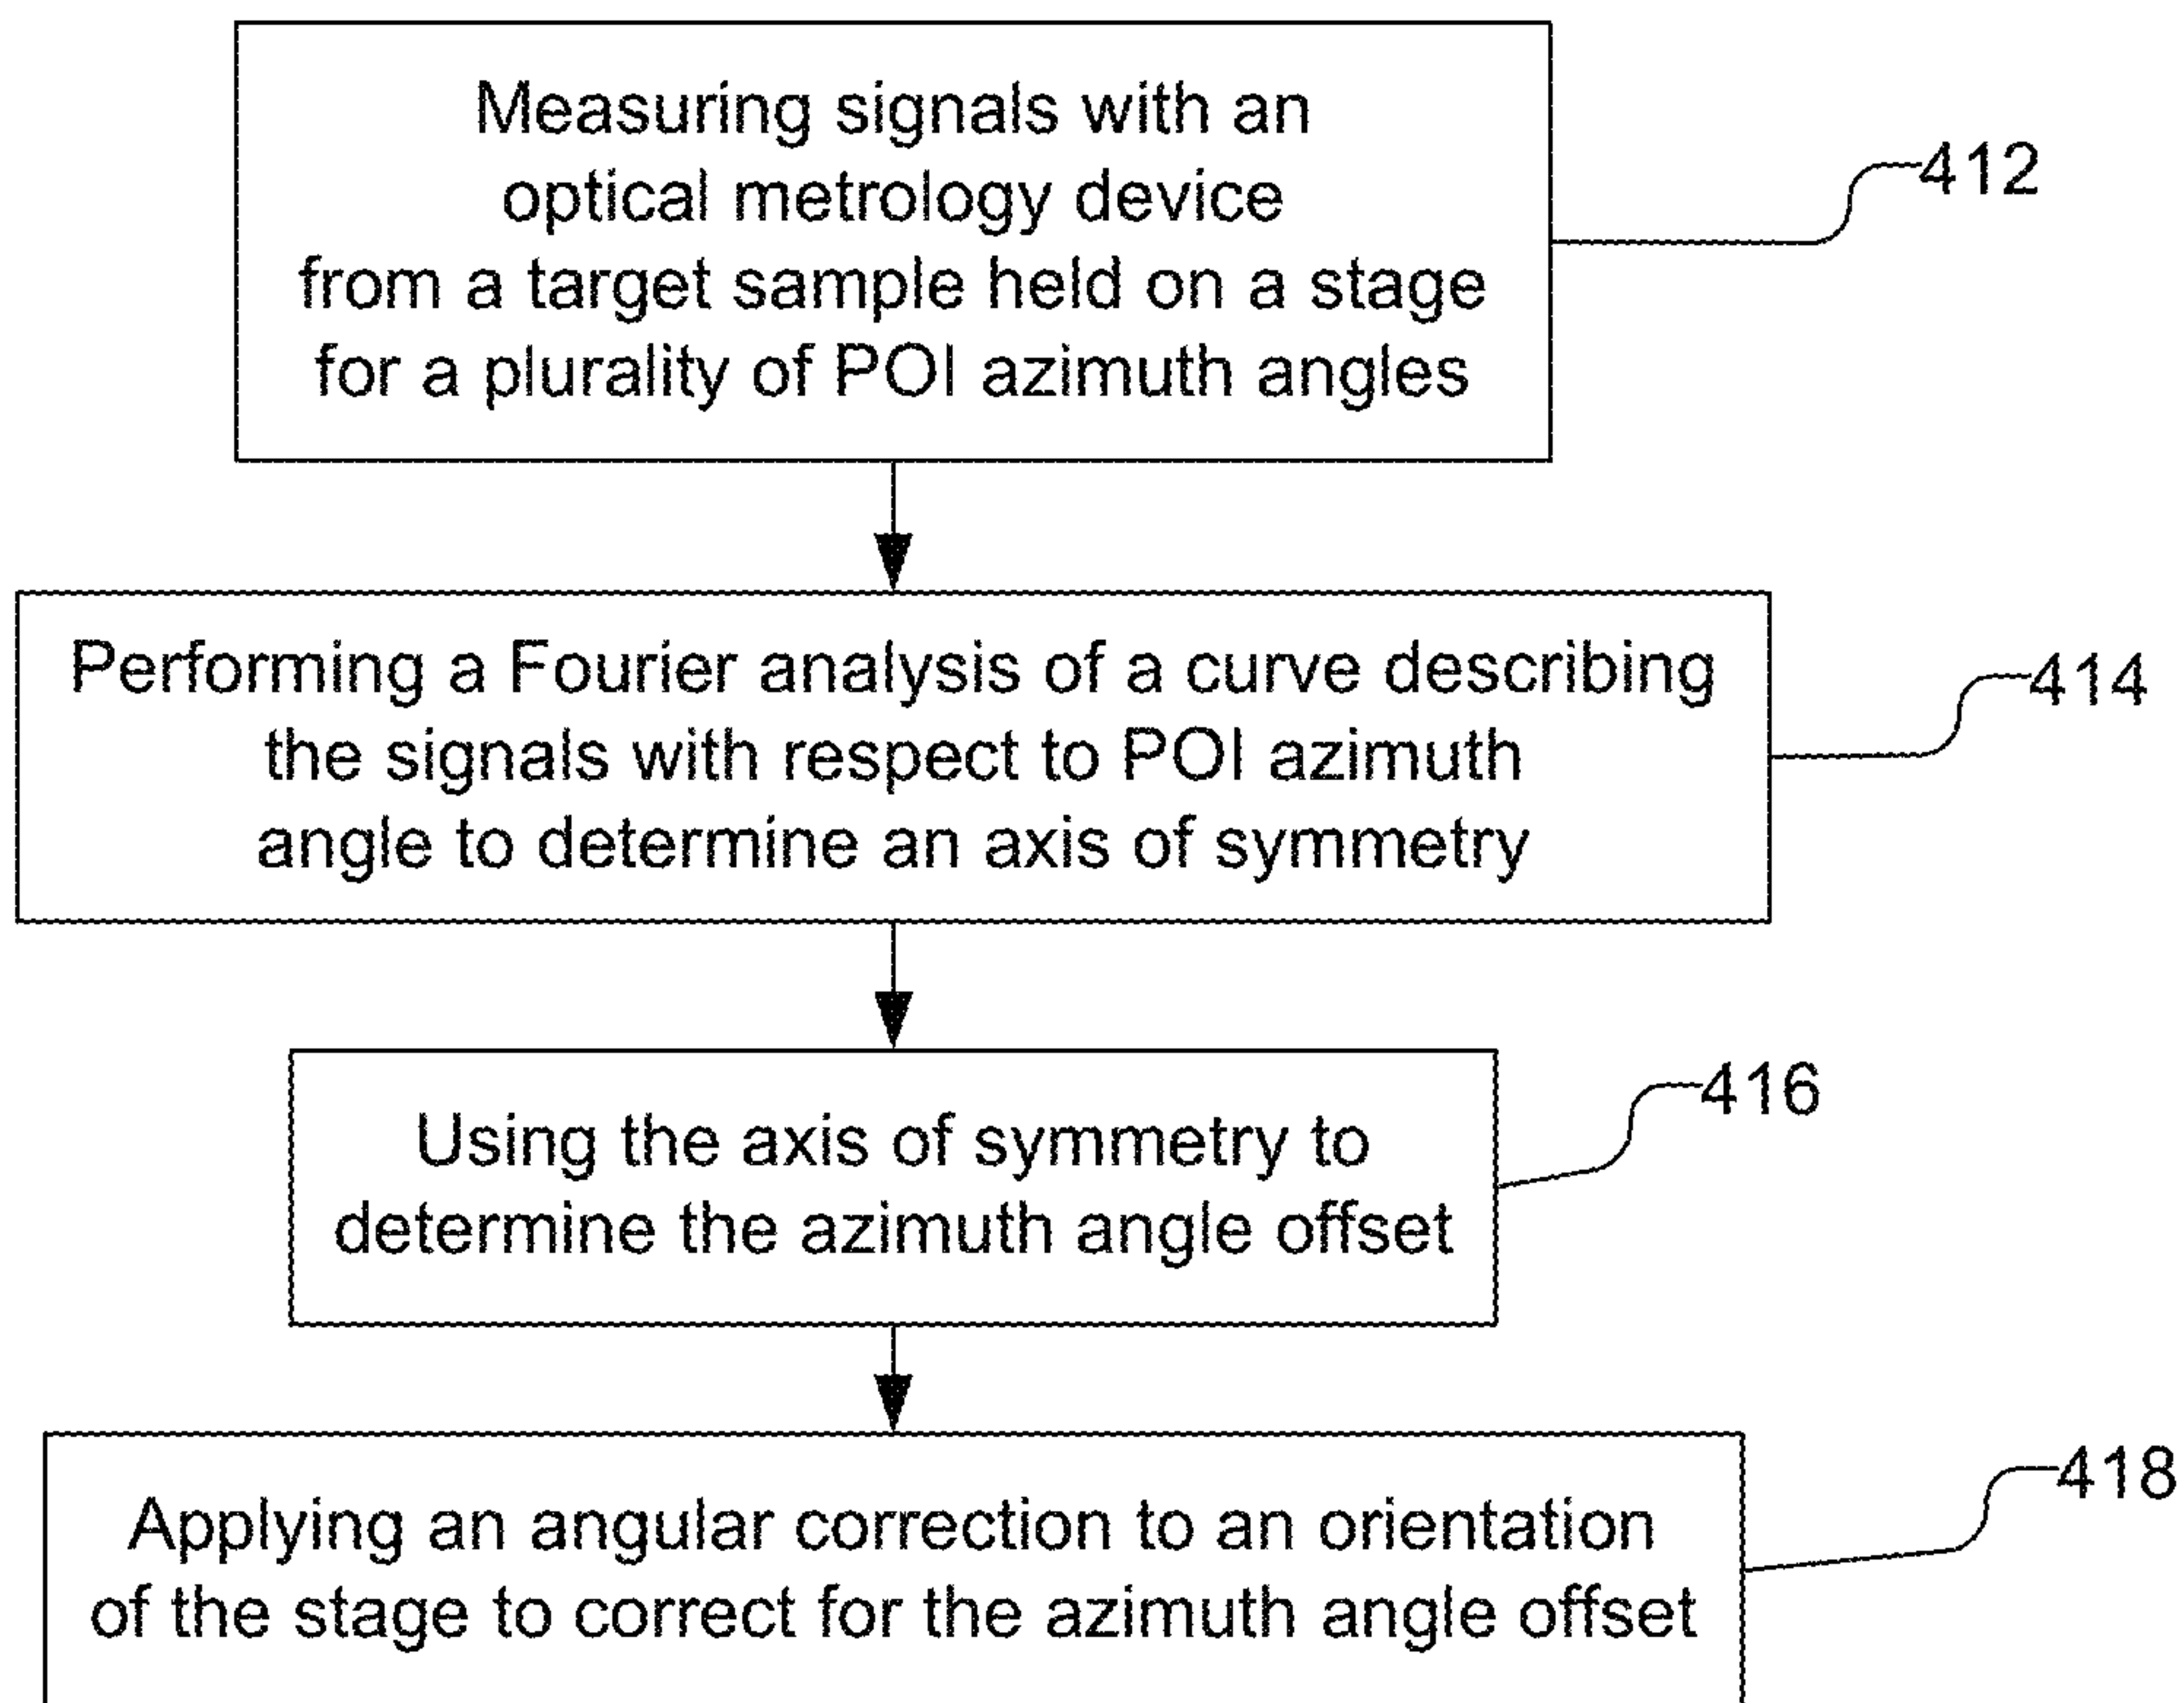 Measuring signals with an
optical metrology device
from a target sample held on a stage
for a plurality of POI azimuth angles
412
Performing a Fourier analysis of a curve describing
the signals with respect to POI azimuth
angle to determine an axis of symmetry
414
Using the axis of symmetry to
determine the azimuth angle offset
416
Applying an angular correction to an orientation
of the stage to correct for the azimuth angle offset
418